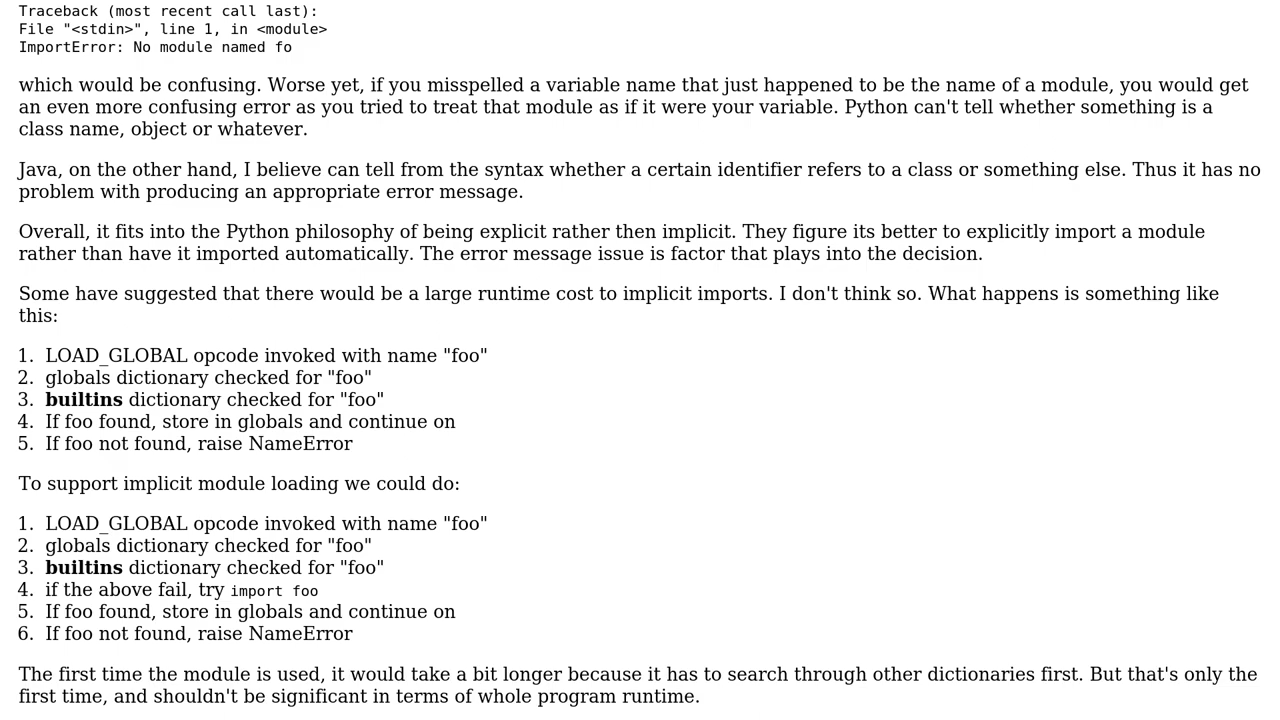 Traceback (most recent call last):
File "<stdin>", line 1, in <module>
ImportError: No module named fo
which would be confusing. Worse yet, if you misspelled a variable name that just happened to be the name of a module, you would get
an even more confusing error as you tried to treat that module as if it were your variable. Python can't tell whether something is a
class name, object or whatever.
Java, on the other hand, I believe can tell from the syntax whether a certain identifier refers to a class or something else. Thus it has no
problem with producing an appropriate error message.
Overall, it fits into the Python philosophy of being explicit rather then implicit. They figure its better to explicitly import a module
rather than have it imported automatically. The error message issue is factor that plays into the decision.
Some have suggested that there would be a large runtime cost to implicit imports. I don't think so. What happens is something like
this:
1. LOAD_GLOBAL opcode invoked with name "foo"
2. globals dictionary checked for "foo"
3. builtins dictionary checked for "foo"
4. If foo found, store in globals and continue on
5. If foo not found, raise NameError
To support implicit module loading we could do:
1. LOAD_GLOBAL opcode invoked with name "foo"
2. globals dictionary checked for "foo"
3. builtins dictionary checked for "foo"
4. if the above fail, try import foo
5. If foo found, store in globals and continue on
6. If foo not found, raise NameError
The first time the module is used, it would take a bit longer because it has to search through other dictionaries first. But that's only the
first time, and shouldn't be significant in terms of whole program runtime.